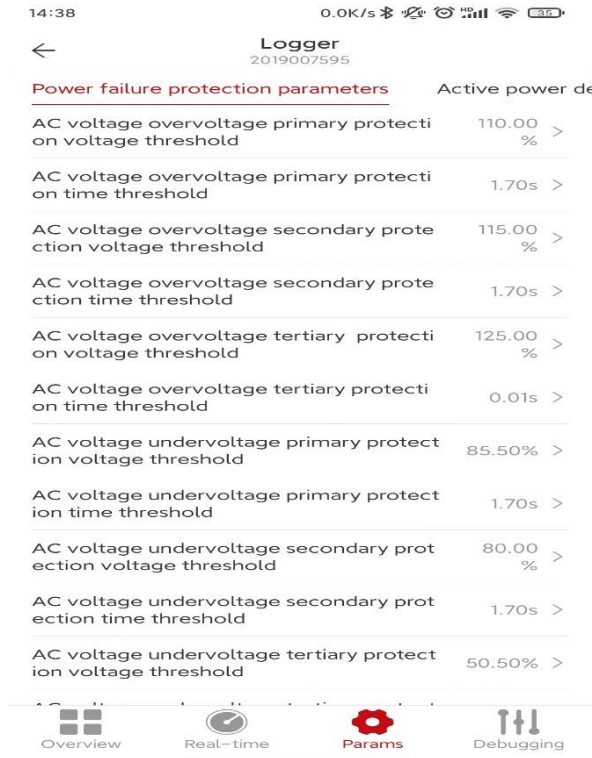 14:38
0.0K/s HD 35
Logger
2019007595
Power failure protection parameters Active power de
AC voltage overvoltage primary protecti
on voltage threshold
110.00
%
AC voltage overvoltage primary protecti
on time threshold
1.70s
AC voltage overvoltage secondary prote
ction voltage threshold
115.00
%
AC voltage overvoltage secondary prote
ction time threshold
1.70s
AC voltage overvoltage tertiary protecti
on voltage threshold
125.00
%
AC voltage overvoltage tertiary protecti
on time threshold
0.01s
AC voltage undervoltage primary protect
ion voltage threshold
85.50%
AC voltage undervoltage primary protect
ion time threshold
1.70s
AC voltage undervoltage secondary prot
ection voltage threshold
80.00
%
AC voltage undervoltage secondary prot
ection time threshold
1.70s
AC voltage undervoltage tertiary protect
ion voltage threshold
50.50%
Overview Real-time Params Debugging